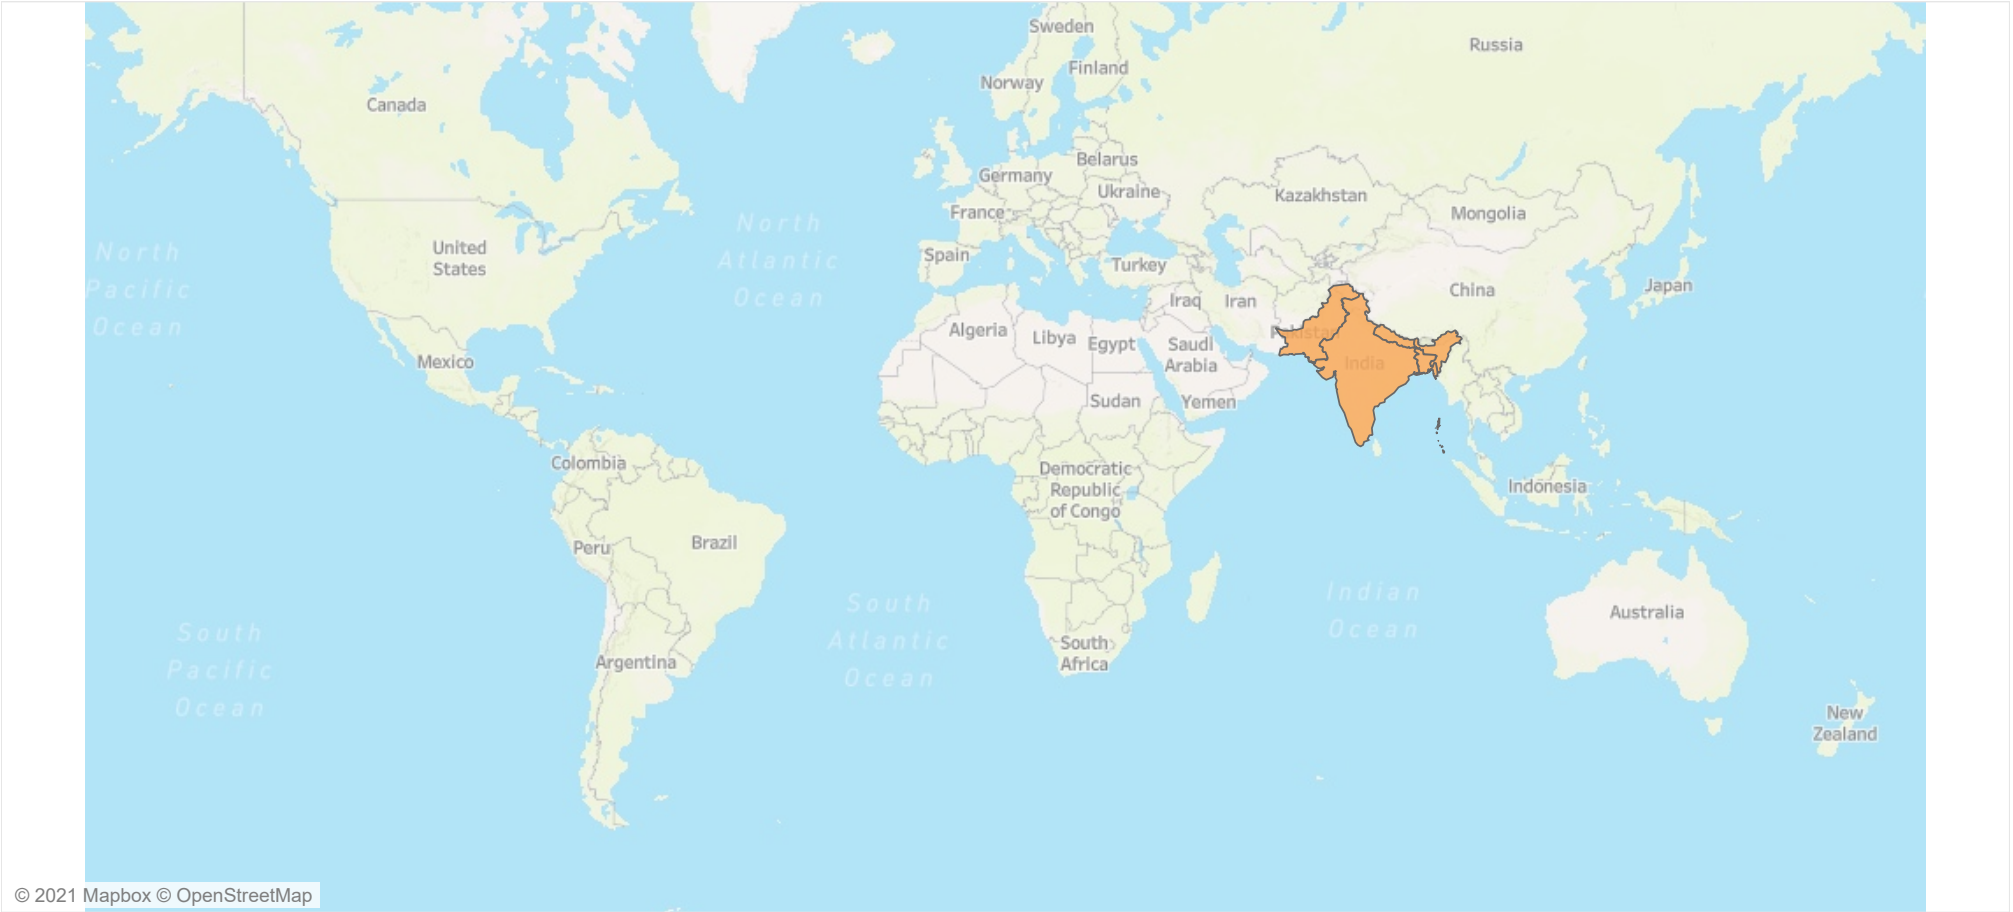 Sweden
Russia
Finland
Norway
Canada
Belarus
Germany
Ukraine
Kazakhstan
France
Mongolia
North
Atlantic
Ocean
North
Pacific
Ocean
United
States
Spain
Turkey
China
Japan
Iraq
Iran
Algeria
Libya
Egypt
Pakistan
Saudi
Arabia
India
Mexico
Sudan
Yemen
Colombia
Democratic
Republic
of Congo
Indonesia
Peru
Brazil
Indian
Ocean
South
Atlantic
Ocean
Australia
South
Pacific
Ocean
South
Africa
Argentina
New
Zealand
© 2021 Mapbox © OpenStreetMap